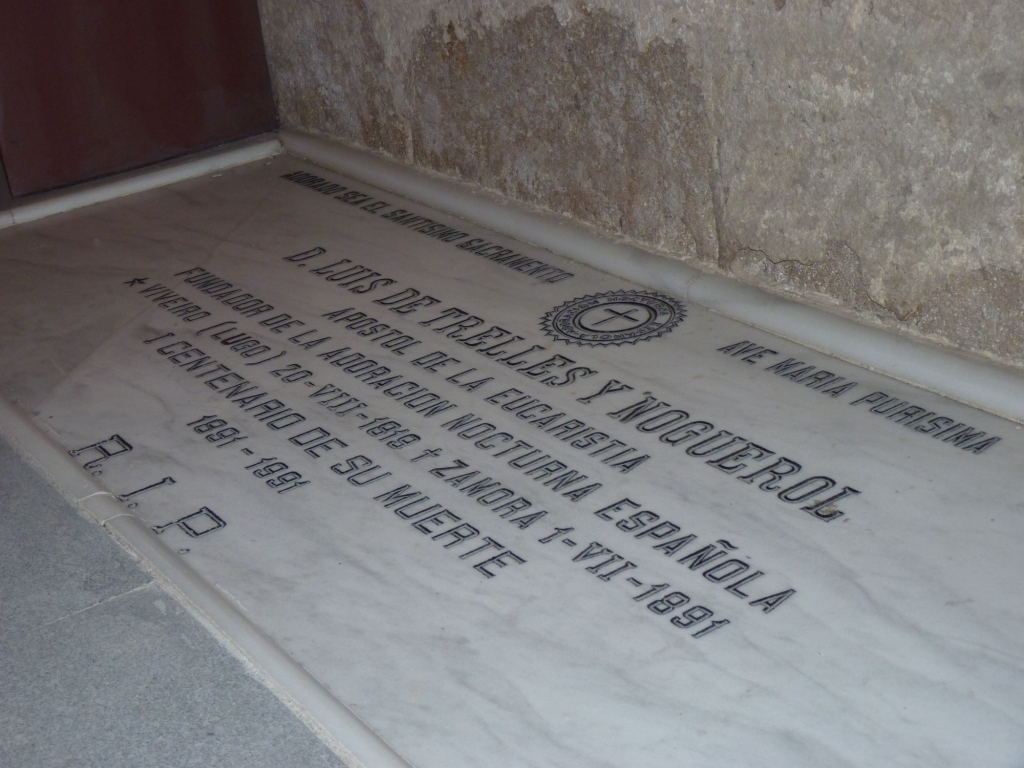 ADORADO SEA EL SANTISIMO SACRAMENTO
AVE MARIA PURISIMA
D. LUIS DE TRELLES Y NOGUEROL
APOSTOL DE LA EUCARISTIA
FUNDADOR DE LA ADORACION NOCTURNA ESPAÑOLA
★ VIVERO (LUGO) 20-VIII-1819 † ZAMORA 1-VII-1891
I CENTENARIO DE SU MUERTE
1891 - 1991
R. I. P.